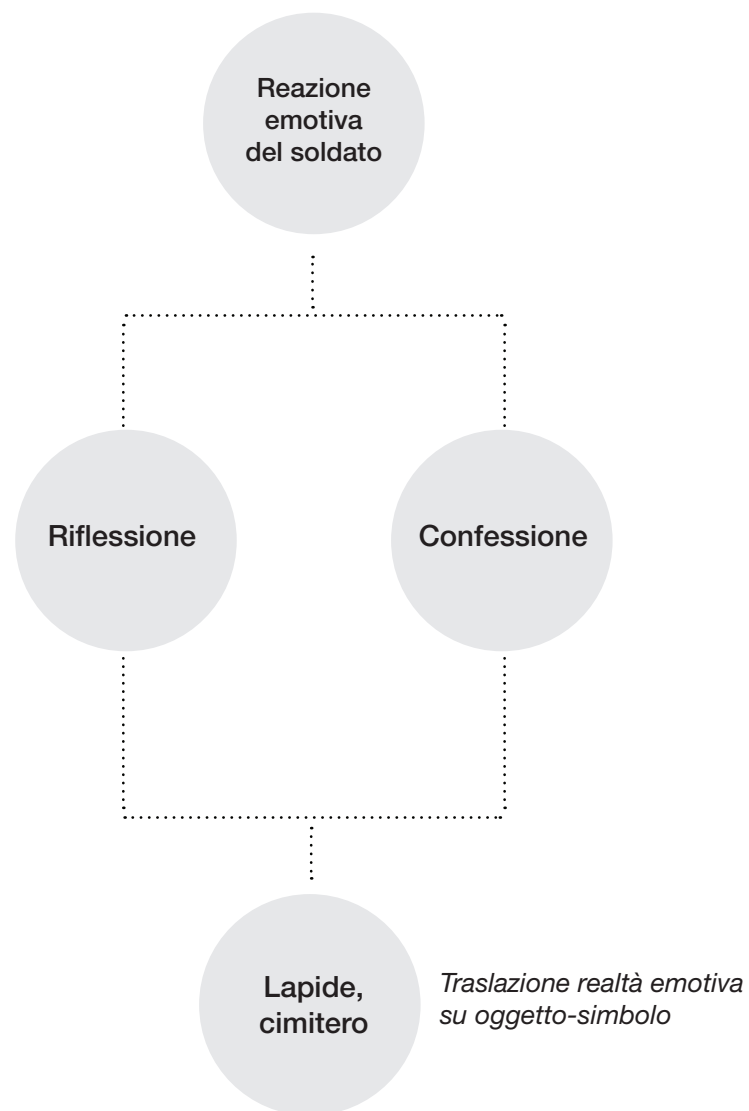 Reazione
emotiva
del soldato
Riflessione
Confessione
Lapide,
cimitero
Traslazione realtà emotiva
su oggetto-simbolo